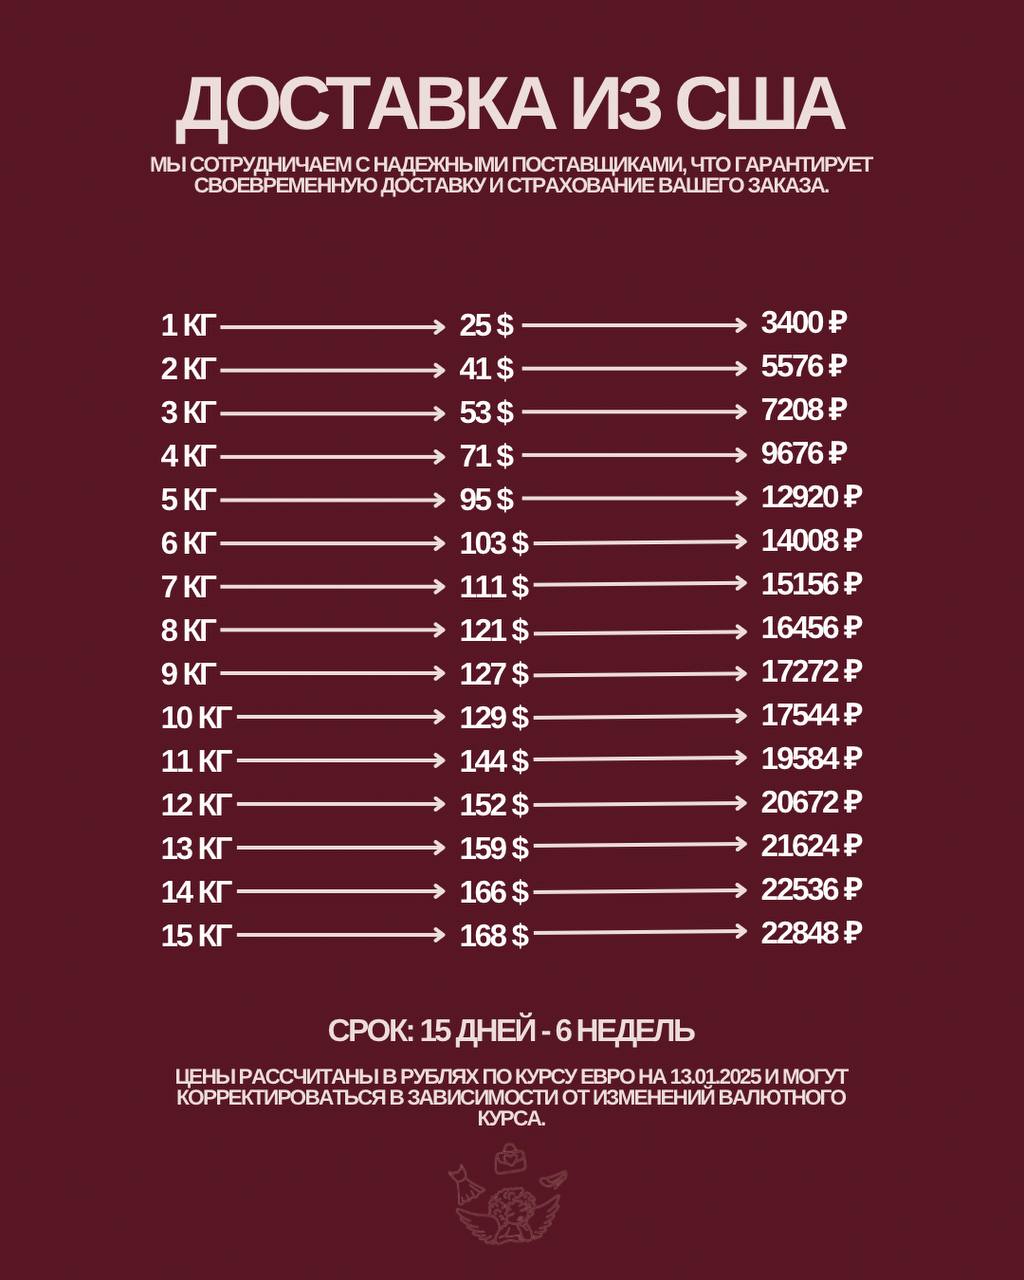 ДОСТАВКА ИЗ США
МЫ СОТРУДНИЧАЕМ С НАДЕЖНЫМИ ПОСТАВЩИКАМИ, ЧТО ГАРАНТИРУЕТ
СВОЕВРЕМЕННУЮ ДОСТАВКУ И СТРАХОВАНИЕ ВАШЕГО ЗАКАЗА.
1 КГ 25 $ 3400 ₽
2 КГ 41 $ 5576 ₽
3 КГ 53 $ 7208 ₽
4 КГ 71 $ 9676 ₽
5 КГ 95 $ 12920 ₽
6 КГ 103 $ 14008 ₽
7 КГ 111 $ 15156 ₽
8 КГ 121 $ 16456 ₽
9 КГ 127 $ 17272 ₽
10 КГ 129 $ 17544 ₽
11 КГ 144 $ 19584 ₽
12 КГ 152 $ 20672 ₽
13 КГ 159 $ 21624 ₽
14 КГ 166 $ 22536 ₽
15 КГ 168 $ 22848 ₽
СРОК: 15 ДНЕЙ - 6 НЕДЕЛЬ
ЦЕНЫ РАССЧИТАНЫ В РУБЛЯХ ПО КУРСУ ЕВРО НА 13.01.2025 И МОГУТ
КОРРЕКТИРОВАТЬСЯ В ЗАВИСИМОСТИ ОТ ИЗМЕНЕНИЙ ВАЛЮТНОГО
КУРСА.